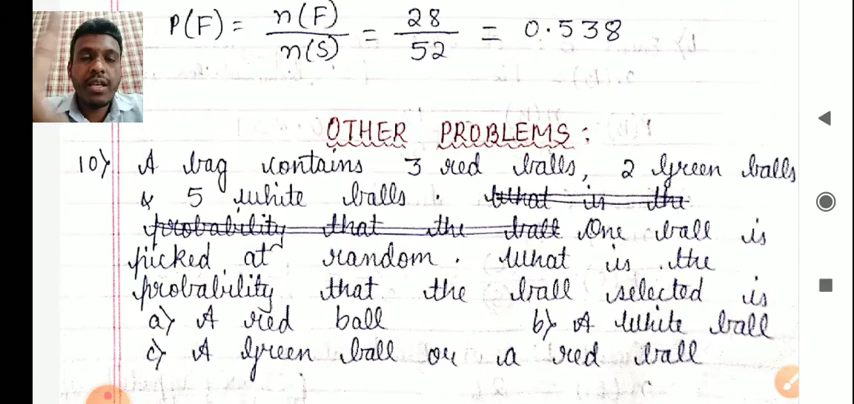 P(F) = n(F) / n(S) = 28 / 52 = 0.538
OTHER PROBLEMS :
10) A bag contains 3 red balls, 2 Green balls
& 5 white balls . What is the
probability that the ball One ball is
picked at random . What is the
probability that the ball selected is
a) A red ball b) A White ball
c) A Green ball or a red ball